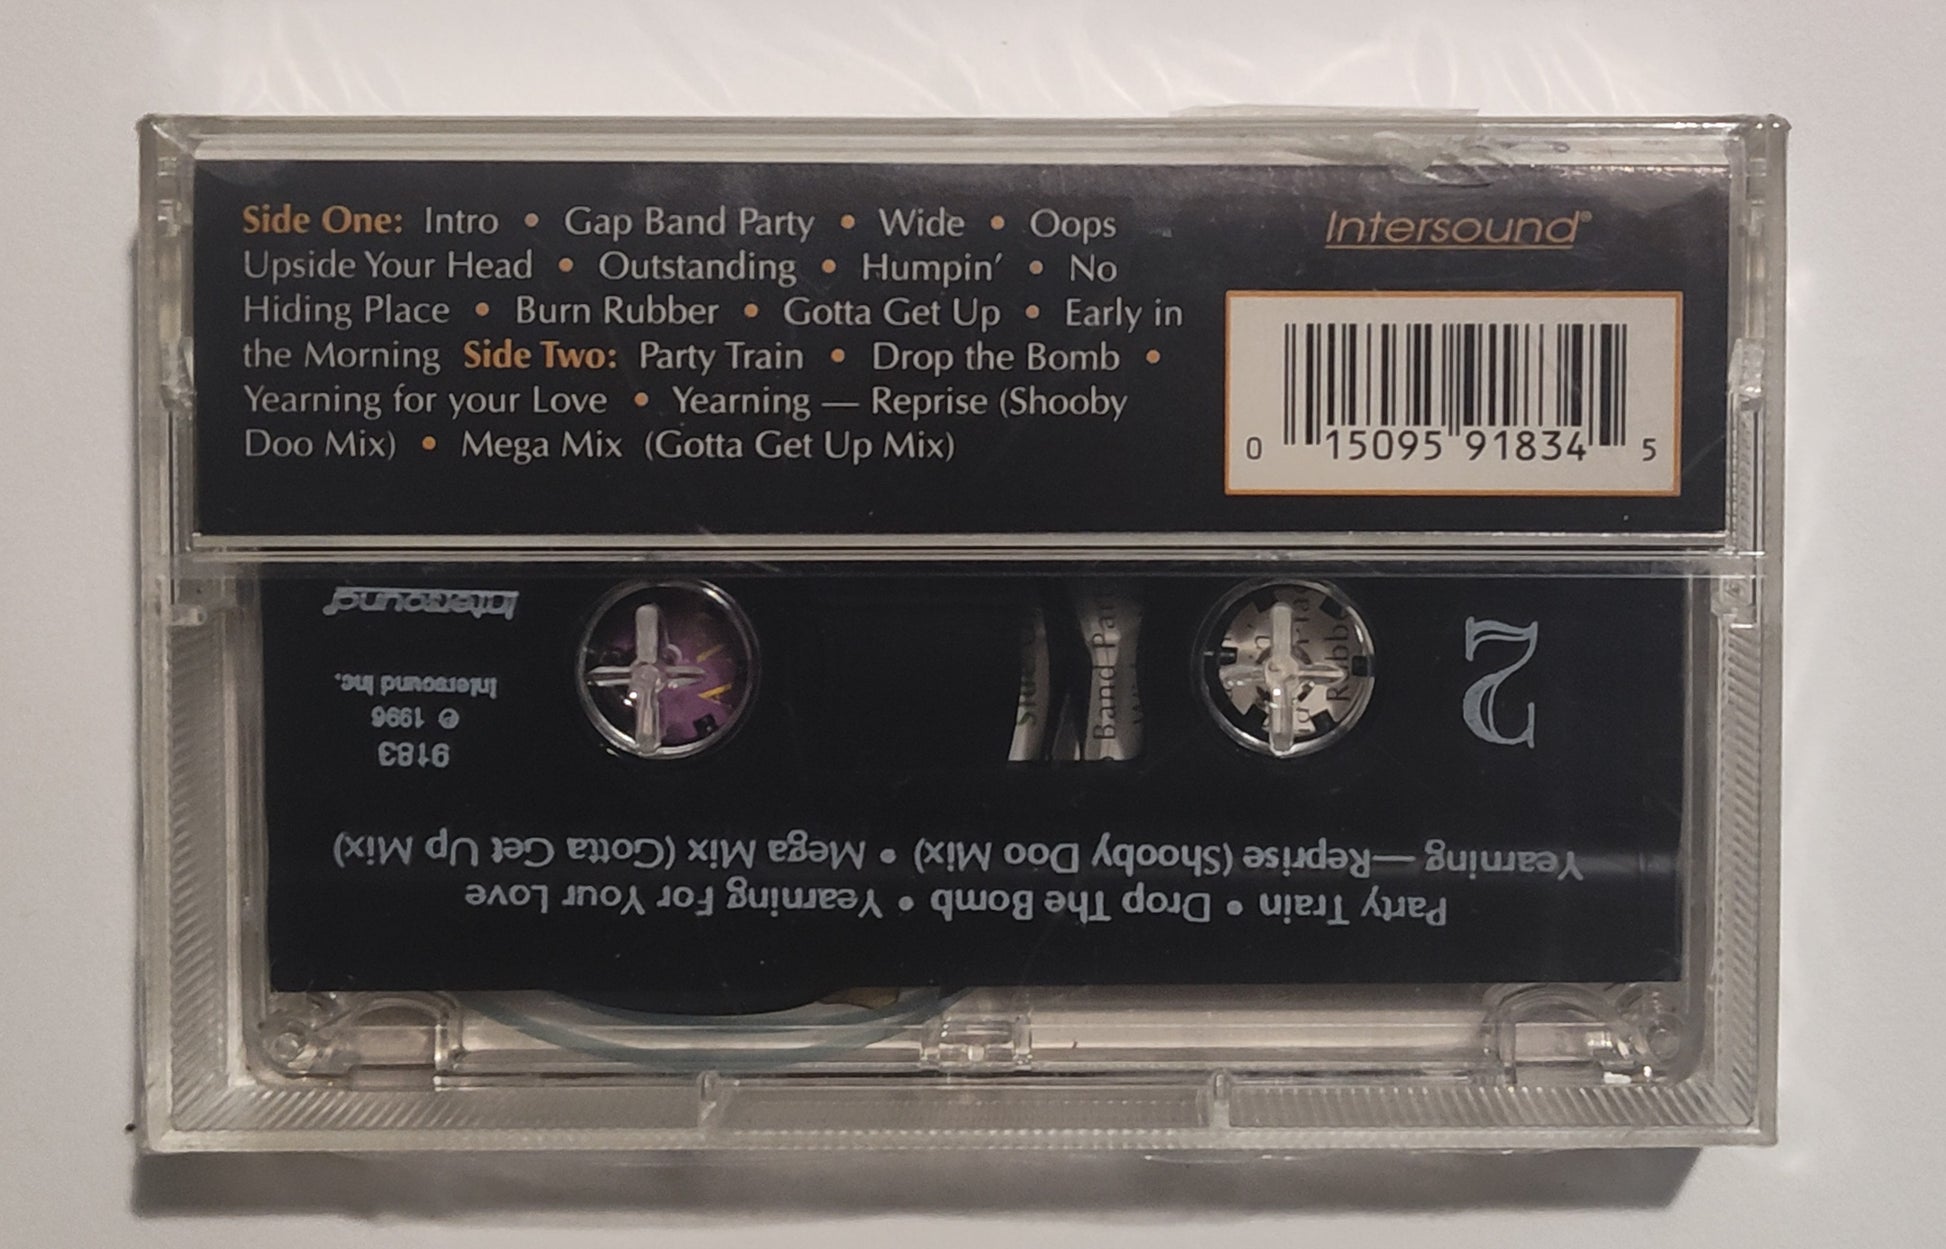 Side One: Intro • Gap Band Party • Wide • Oops
Upside Your Head • Outstanding • Humpin' • No
Hiding Place • Burn Rubber • Gotta Get Up • Early in
the Morning Side Two: Party Train • Drop the Bomb •
Yearning for your Love • Yearning — Reprise (Shooby
Doo Mix) • Mega Mix (Gotta Get Up Mix)
Intersound®
0 15095 91834 5
2
Party Train • Drop The Bomb • Yearning For Your Love
Yearning—Reprise (Shooby Doo Mix) • Mega Mix (Gotta Get Up Mix)
9183
℗ 1996
Intersound Inc.
Intersound®
Band Par
Rubbe